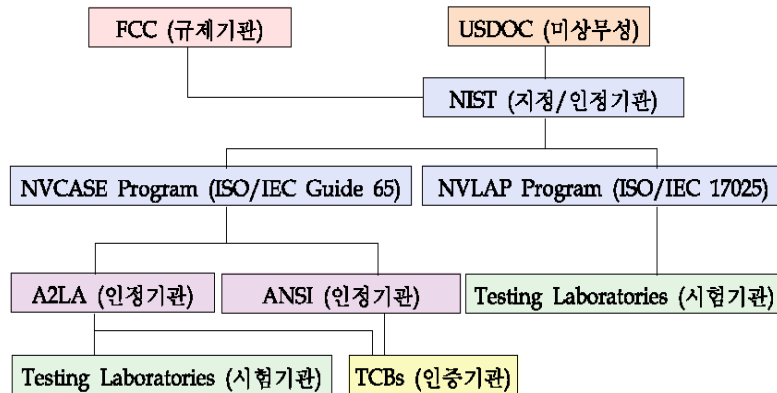 FCC (규제기관)
USDOC (미상무성)
NIST (지정/인정기관)
NVCASE Program (ISO/IEC Guide 65)
NVLAP Program (ISO/IEC 17025)
A2LA (인정기관)
ANSI (인정기관)
Testing Laboratories (시험기관)
Testing Laboratories (시험기관)
TCBs (인증기관)